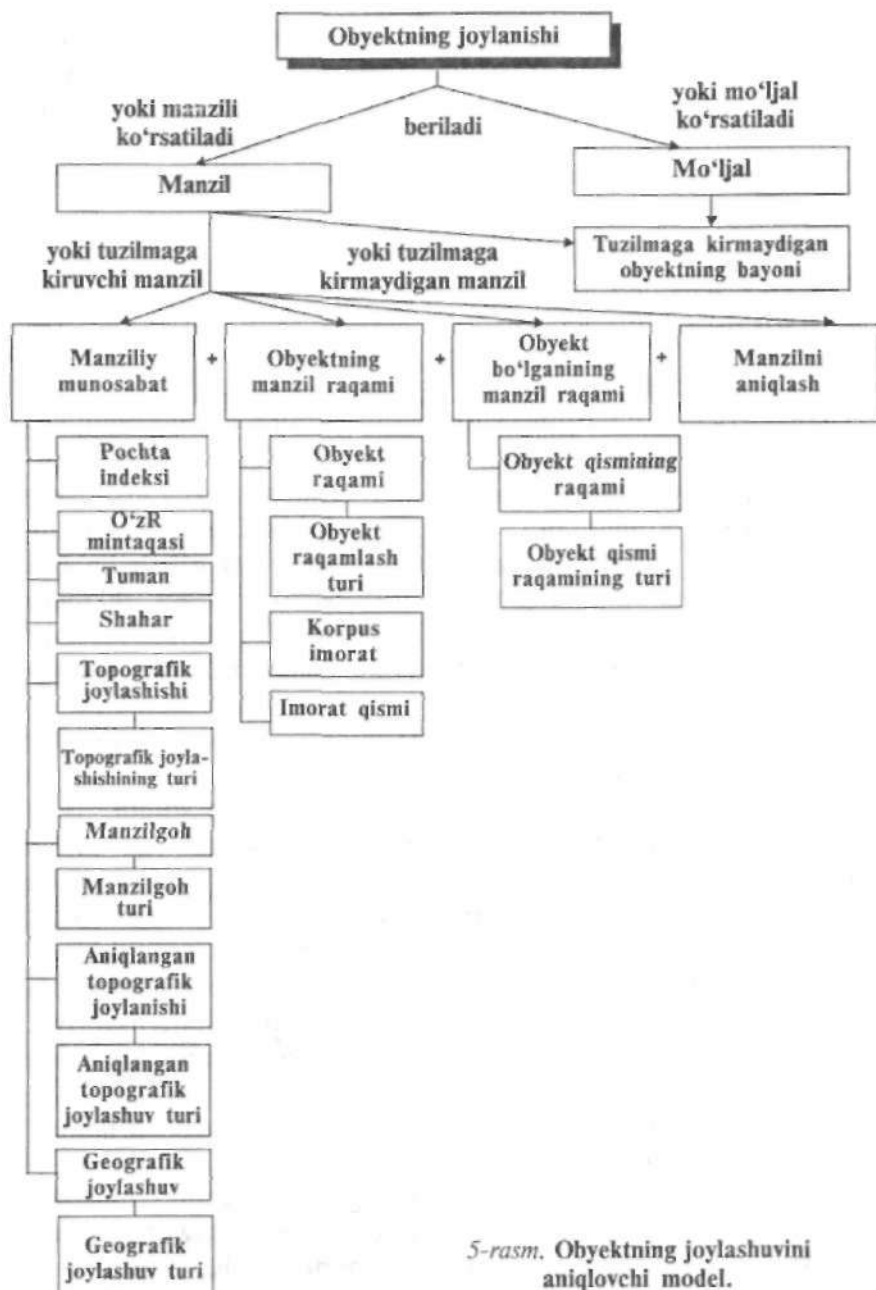 Obyektning joylanishi
yoki manzili
ko‘rsatiladi
beriladi
yoki mo‘ljal
ko‘rsatiladi
Manzil
Mo‘ljal
yoki tuzilmaga
kiruvchi manzil
yoki tuzilmaga
kirmaydigan manzil
Tuzilmaga kirmaydigan
obyektning bayoni
Manziliy
munosabat
+
Obyektning
manzil raqami
+
Obyekt
bo‘lganining
manzil raqami
+
Manzilni
aniqlash
Pochta
indeksi
O‘zR
mintaqasi
Tuman
Shahar
Topografik
joylashishi
Topografik joyla-
shishining turi
Manzilgoh
Manzilgoh
turi
Aniqlangan
topografik
joylanishi
Aniqlangan
topografik
joylashuv turi
Geografik
joylashuv
Geografik
joylashuv turi
Obyekt
raqami
Obyekt
raqamlash
turi
Korpus
imorat
Imorat qismi
Obyekt qismining
raqami
Obyekt qismi
raqamining turi
5-rasm. Obyektning joylashuvini
aniqlovchi model.